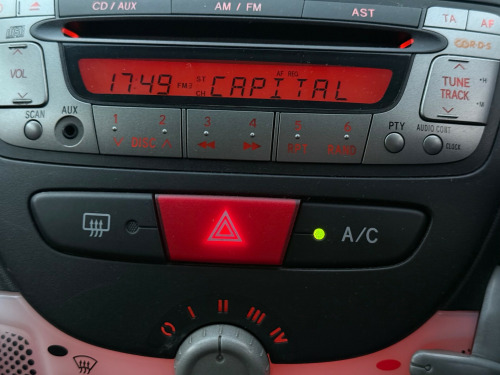 CD / AUX AM / FM AST TA AF
CD R•D•S
VOL 17:49 FM2 ST CH AF REG CAPITAL TUNE TRACK
SCAN AUX 1 2 3 4 5 6 PTY AUDIO CONT CLOCK
DISC RPT RAND
A/C
0 I II III IV